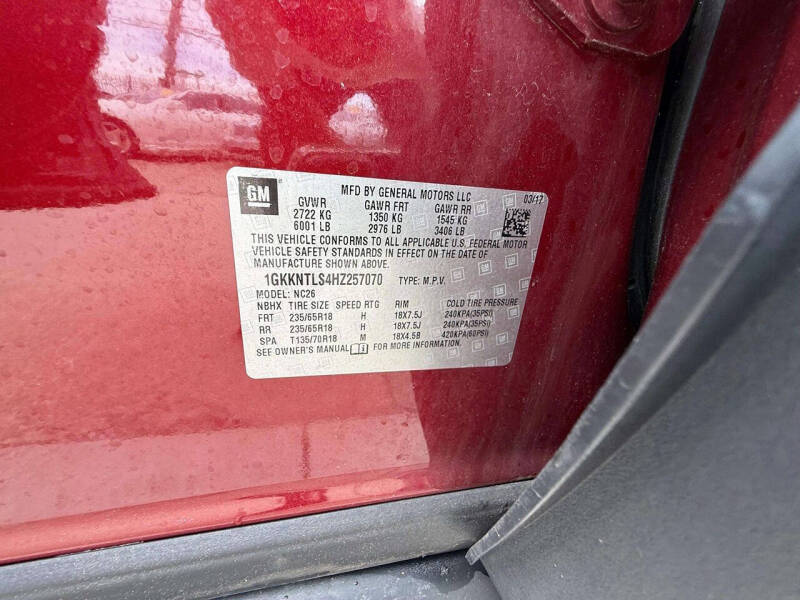 GM
MFD BY GENERAL MOTORS LLC 03/17
GVWR GAWR FRT GAWR RR
2722 KG 1350 KG 1545 KG
6001 LB 2976 LB 3406 LB
THIS VEHICLE CONFORMS TO ALL APPLICABLE U.S. FEDERAL MOTOR
VEHICLE SAFETY STANDARDS IN EFFECT ON THE DATE OF
MANUFACTURE SHOWN ABOVE.
1GKKNTLS4HZ257070 TYPE: M.P.V.
MODEL: NC26
NBHX TIRE SIZE SPEED RTG RIM COLD TIRE PRESSURE
FRT 235/65R18 H 18X7.5J 240KPA(35PSI)
RR 235/65R18 H 18X7.5J 240KPA(35PSI)
SPA T135/70R18 M 18X4.5B 420KPA(60PSI)
SEE OWNER'S MANUAL FOR MORE INFORMATION.